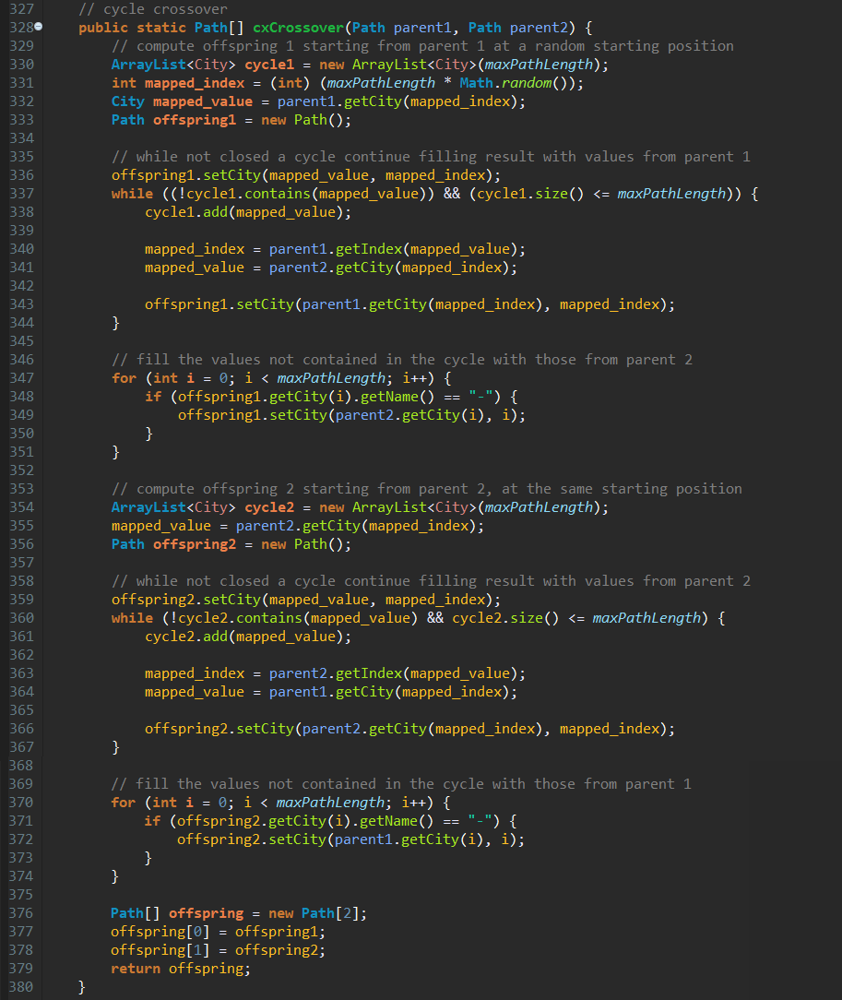 327 // cycle crossover
328 public static Path[] cxCrossover(Path parent1, Path parent2) {
329 // compute offspring 1 starting from parent 1 at a random starting position
330 ArrayList<City> cycle1 = new ArrayList<City>(maxPathLength);
331 int mapped_index = (int) (maxPathLength * Math.random());
332 City mapped_value = parent1.getCity(mapped_index);
333 Path offspring1 = new Path();
334
335 // while not closed a cycle continue filling result with values from parent 1
336 offspring1.setCity(mapped_value, mapped_index);
337 while ((!cycle1.contains(mapped_value)) && (cycle1.size() <= maxPathLength)) {
338 cycle1.add(mapped_value);
339
340 mapped_index = parent1.getIndex(mapped_value);
341 mapped_value = parent2.getCity(mapped_index);
342
343 offspring1.setCity(parent1.getCity(mapped_index), mapped_index);
344 }
345
346 // fill the values not contained in the cycle with those from parent 2
347 for (int i = 0; i < maxPathLength; i++) {
348 if (offspring1.getCity(i).getName() == "-") {
349 offspring1.setCity(parent2.getCity(i), i);
350 }
351 }
352
353 // compute offspring 2 starting from parent 2, at the same starting position
354 ArrayList<City> cycle2 = new ArrayList<City>(maxPathLength);
355 mapped_value = parent2.getCity(mapped_index);
356 Path offspring2 = new Path();
357
358 // while not closed a cycle continue filling result with values from parent 2
359 offspring2.setCity(mapped_value, mapped_index);
360 while (!cycle2.contains(mapped_value) && cycle2.size() <= maxPathLength) {
361 cycle2.add(mapped_value);
362
363 mapped_index = parent2.getIndex(mapped_value);
364 mapped_value = parent1.getCity(mapped_index);
365
366 offspring2.setCity(parent2.getCity(mapped_index), mapped_index);
367 }
368
369 // fill the values not contained in the cycle with those from parent 1
370 for (int i = 0; i < maxPathLength; i++) {
371 if (offspring2.getCity(i).getName() == "-") {
372 offspring2.setCity(parent1.getCity(i), i);
373 }
374 }
375
376 Path[] offspring = new Path[2];
377 offspring[0] = offspring1;
378 offspring[1] = offspring2;
379 return offspring;
380 }